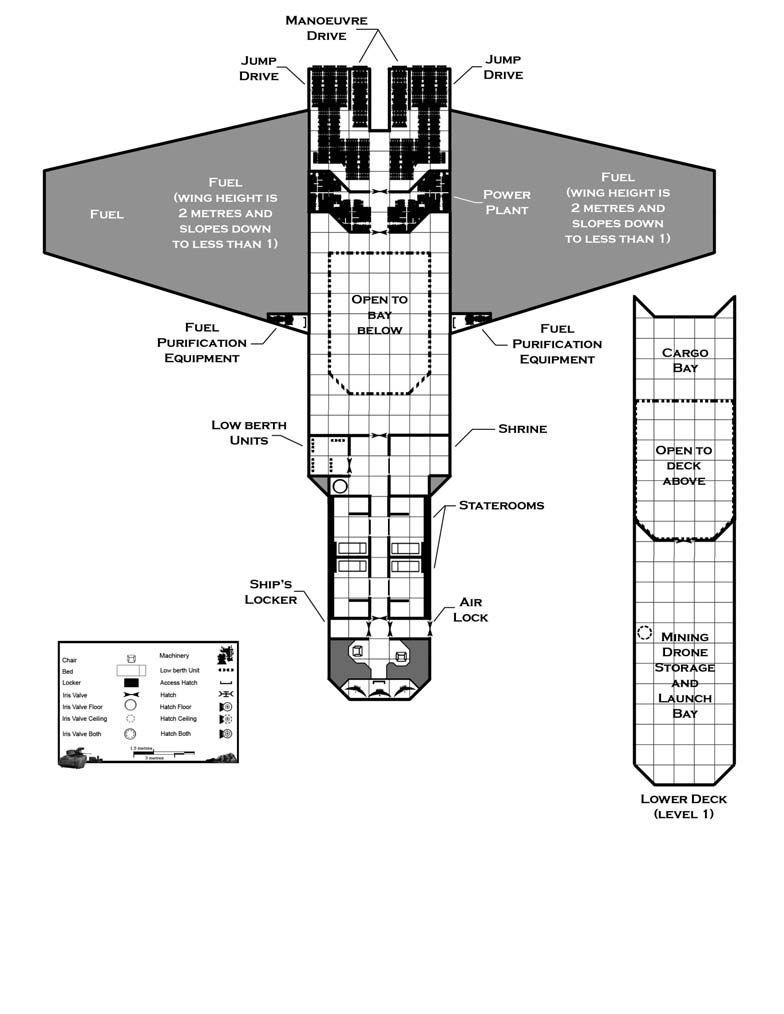 Manoeuvre
Drive
Jump
Drive
Jump
Drive
Fuel
Fuel
(wing height is
2 metres and
slopes down
to less than 1)
Fuel
(wing height is
2 metres and
slopes down
to less than 1)
Power
Plant
Open to
bay
below
Fuel
Purification
Equipment
Fuel
Purification
Equipment
Cargo
Bay
Low berth
Units
Shrine
Open to
deck
above
Staterooms
Ship's
Locker
Air
Lock
Mining
Drone
Storage
and
Launch
Bay
Lower Deck
(level 1)
Chair
Bed
Locker
Iris Valve
Iris Valve Floor
Iris Valve Ceiling
Iris Valve Both
Machinery
Low berth Unit
Access Hatch
Hatch
Hatch Floor
Hatch Ceiling
Hatch Both
1.5 metres
3 metres